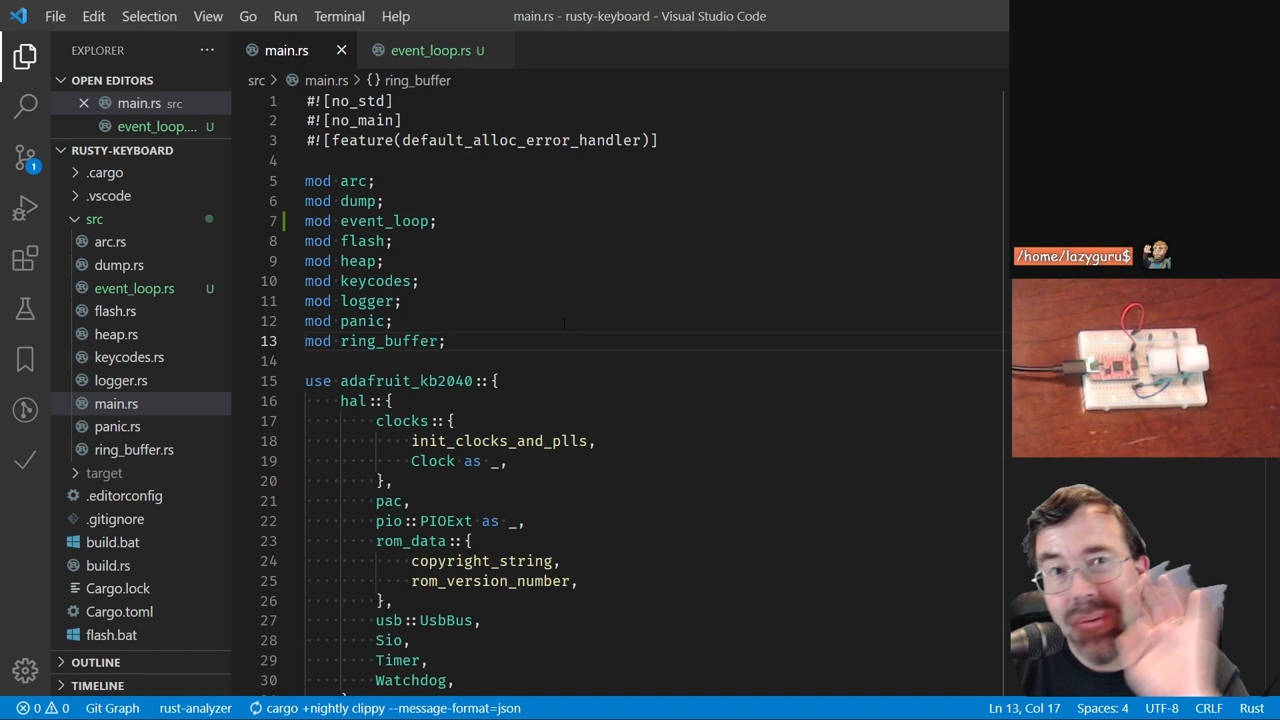 File Edit Selection View Go Run Terminal Help
main.rs - rusty-keyboard - Visual Studio Code
EXPLORER
OPEN EDITORS
main.rs src
event_loop.... U
RUSTY-KEYBOARD
.cargo
.vscode
src
arc.rs
dump.rs
event_loop.rs U
flash.rs
heap.rs
keycodes.rs
logger.rs
main.rs
panic.rs
ring_buffer.rs
target
.editorconfig
.gitignore
build.bat
build.rs
Cargo.lock
Cargo.toml
flash.bat
OUTLINE
TIMELINE
1
main.rs
event_loop.rs U
src > main.rs > {} ring_buffer
1 #![no_std]
2 #![no_main]
3 #![feature(default_alloc_error_handler)]
4
5 mod arc;
6 mod dump;
7 mod event_loop;
8 mod flash;
9 mod heap;
10 mod keycodes;
11 mod logger;
12 mod panic;
13 mod ring_buffer;
14
15 use adafruit_kb2040::{
16 hal::{
17 clocks::{
18 init_clocks_and_plls,
19 Clock as _,
20 },
21 pac,
22 pio::PIOExt as _,
23 rom_data::{
24 copyright_string,
25 rom_version_number,
26 },
27 usb::UsbBus,
28 Sio,
29 Timer,
30 Watchdog,
/home/lazyguru$
0 0 Git Graph rust-analyzer cargo +nightly clippy --message-format=json
Ln 13, Col 17 Spaces: 4 UTF-8 CRLF Rust